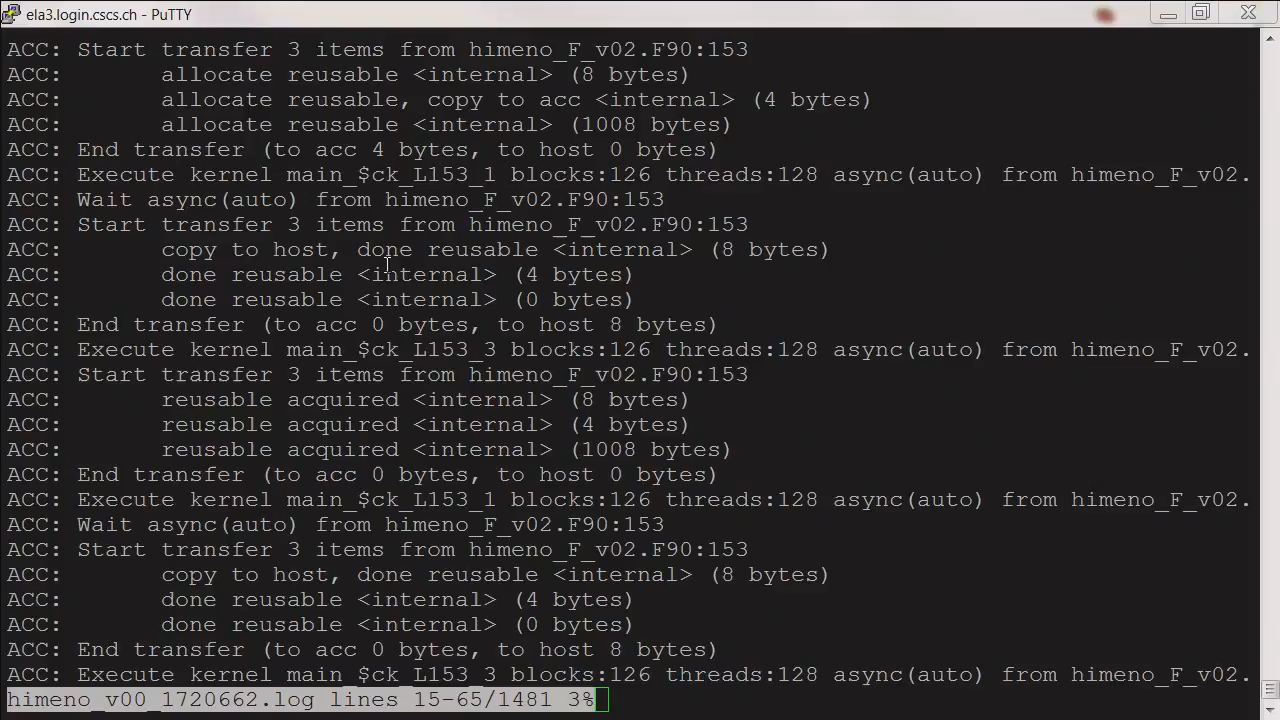 ela3.login.cscs.ch - PuTTY
ACC: Start transfer 3 items from himeno_F_v02.F90:153
ACC:       allocate reusable <internal> (8 bytes)
ACC:       allocate reusable, copy to acc <internal> (4 bytes)
ACC:       allocate reusable <internal> (1008 bytes)
ACC: End transfer (to acc 4 bytes, to host 0 bytes)
ACC: Execute kernel main_$ck_L153_1 blocks:126 threads:128 async(auto) from himeno_F_v02.
ACC: Wait async(auto) from himeno_F_v02.F90:153
ACC: Start transfer 3 items from himeno_F_v02.F90:153
ACC:       copy to host, done reusable <internal> (8 bytes)
ACC:       done reusable <internal> (4 bytes)
ACC:       done reusable <internal> (0 bytes)
ACC: End transfer (to acc 0 bytes, to host 8 bytes)
ACC: Execute kernel main_$ck_L153_3 blocks:126 threads:128 async(auto) from himeno_F_v02.
ACC: Start transfer 3 items from himeno_F_v02.F90:153
ACC:       reusable acquired <internal> (8 bytes)
ACC:       reusable acquired <internal> (4 bytes)
ACC:       reusable acquired <internal> (1008 bytes)
ACC: End transfer (to acc 0 bytes, to host 0 bytes)
ACC: Execute kernel main_$ck_L153_1 blocks:126 threads:128 async(auto) from himeno_F_v02.
ACC: Wait async(auto) from himeno_F_v02.F90:153
ACC: Start transfer 3 items from himeno_F_v02.F90:153
ACC:       copy to host, done reusable <internal> (8 bytes)
ACC:       done reusable <internal> (4 bytes)
ACC:       done reusable <internal> (0 bytes)
ACC: End transfer (to acc 0 bytes, to host 8 bytes)
ACC: Execute kernel main_$ck_L153_3 blocks:126 threads:128 async(auto) from himeno_F_v02.
himeno_v00_1720662.log lines 15-65/1481 3%